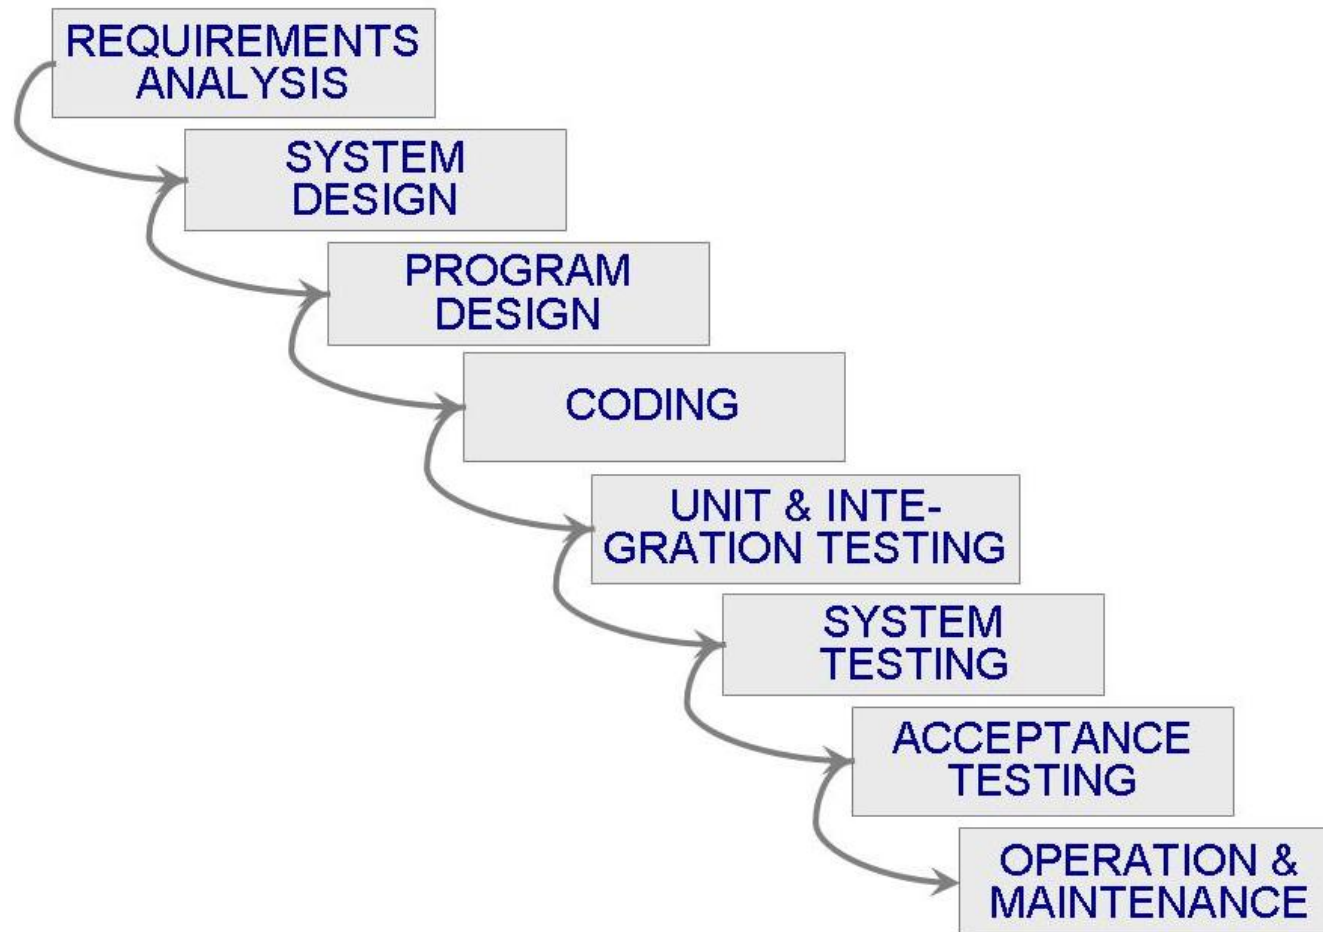 REQUIREMENTS
ANALYSIS
SYSTEM
DESIGN
PROGRAM
DESIGN
CODING
UNIT & INTE-
GRATION TESTING
SYSTEM
TESTING
ACCEPTANCE
TESTING
OPERATION &
MAINTENANCE